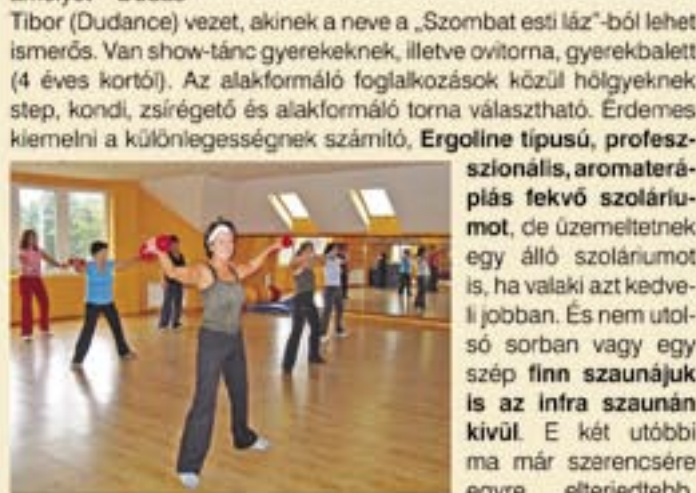 Tibor (Dudance) vezet, akinek a neve a „Szombat esti láz"-ból lehet
ismerős. Van show-tánc gyerekeknek, illetve ovitorna, gyerekbalett
(4 éves kortól). Az alakformáló foglalkozások közül hölgyeknek
step, kondi, zsírégető és alakformáló torna választható. Érdemes
kiemelni a különlegességnek számító, Ergoline típusú, profesz-
szionális, aromaterá-
piás fekvő szoláriu-
mot, de üzemeltetnek
egy álló szoláriumot
is, ha valaki azt kedve-
li jobban. És nem utol-
só sorban vagy egy
szép finn szaunájuk
is az infra szaunán
kívül. E két utóbbi
ma már szerencsére
egyre elterjedtebb